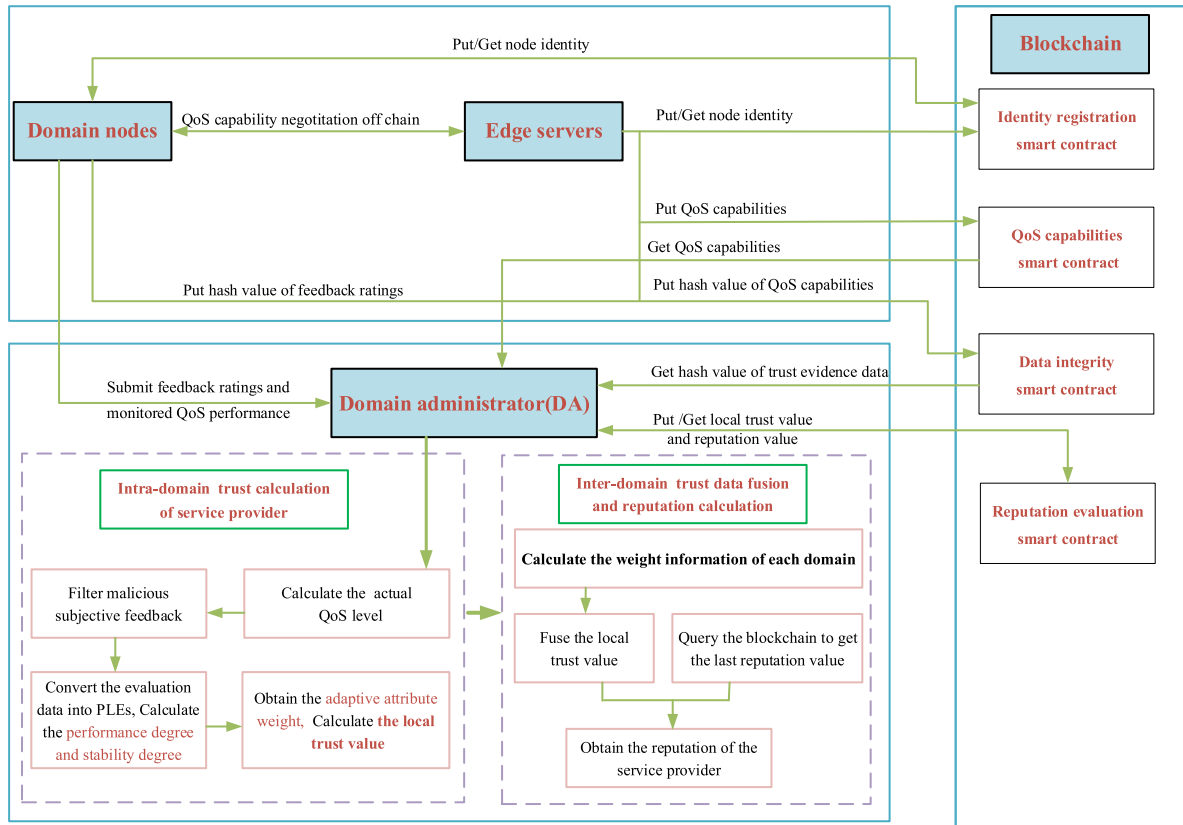 Put/Get node identity
Blockchain
Domain nodes
QoS capability negotitation off chain
Edge servers
Put/Get node identity
Identity registration
smart contract
Put QoS capabilities
Get QoS capabilities
QoS capabilities
smart contract
Put hash value of feedback ratings
Put hash value of QoS capabilities
Submit feedback ratings and
monitored QoS performance
Domain administrator(DA)
Get hash value of trust evidence data
Data integrity
smart contract
Put /Get local trust value
and reputation value
Intra-domain trust calculation
of service provider
Inter-domain trust data fusion
and reputation calculation
Reputation evaluation
smart contract
Calculate the weight information of each domain
Filter malicious
subjective feedback
Calculate the actual
QoS level
Fuse the local
trust value
Query the blockchain to get
the last reputation value
Convert the evaluation
data into PLEs, Calculate
the performance degree
and stability degree
Obtain the adaptive attribute
weight, Calculate the local
trust value
Obtain the reputation of the
service provider